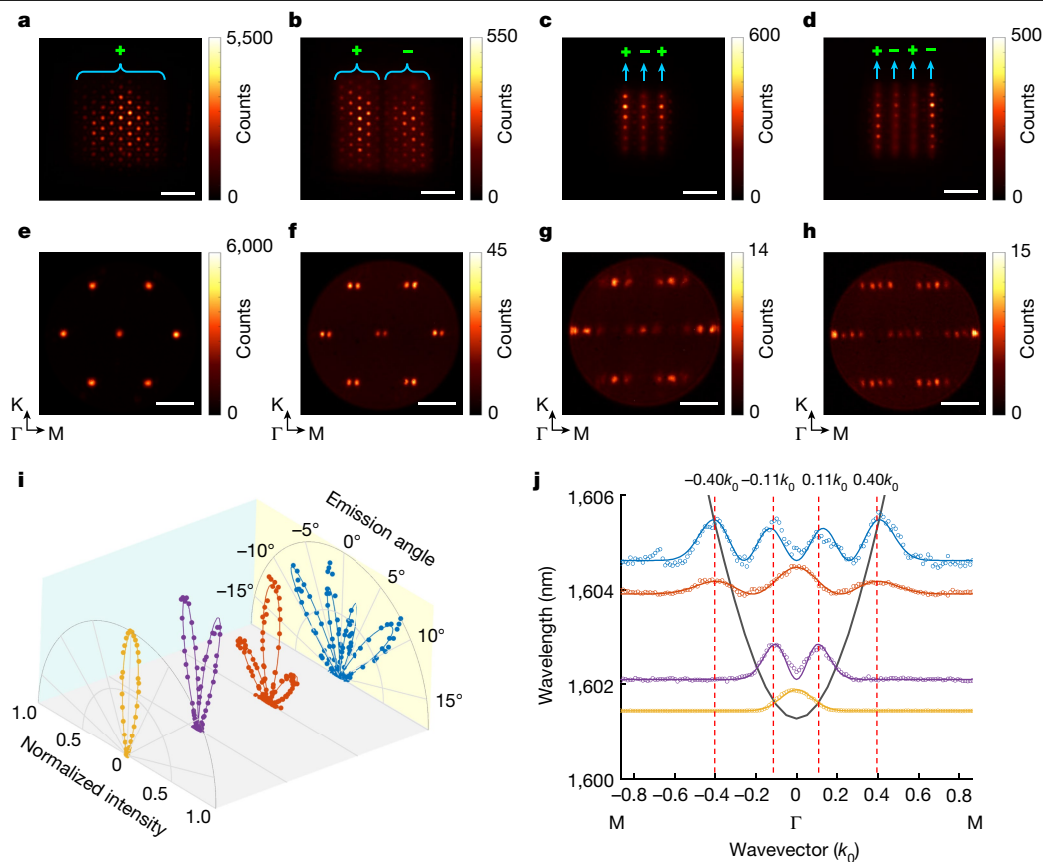 a b c d
5,500 550 600 500
+ + − + − + + − + −
Counts Counts Counts Counts
0 0 0 0
e f g h
6,000 45 14 15
Counts Counts Counts Counts
0 0 0 0
K K K K
Γ M Γ M Γ M Γ M
i
Emission angle
−15° −10° −5° 0° 5° 10° 15°
1.0 0.5 0 0.5 1.0
Normalized intensity
j
−0.40k₀ −0.11k₀ 0.11k₀ 0.40k₀
1,606
1,604
1,602
1,600
Wavelength (nm)
−0.8 −0.6 −0.4 −0.2 0 0.2 0.4 0.6 0.8
M Γ M
Wavevector (k₀)